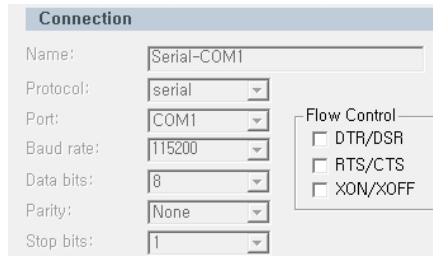 Connection
Name: Serial-COM1
Protocol: serial
Port: COM1
Baud rate: 115200
Data bits: 8
Parity: None
Stop bits: 1
Flow Control
DTR/DSR
RTS/CTS
XON/XOFF